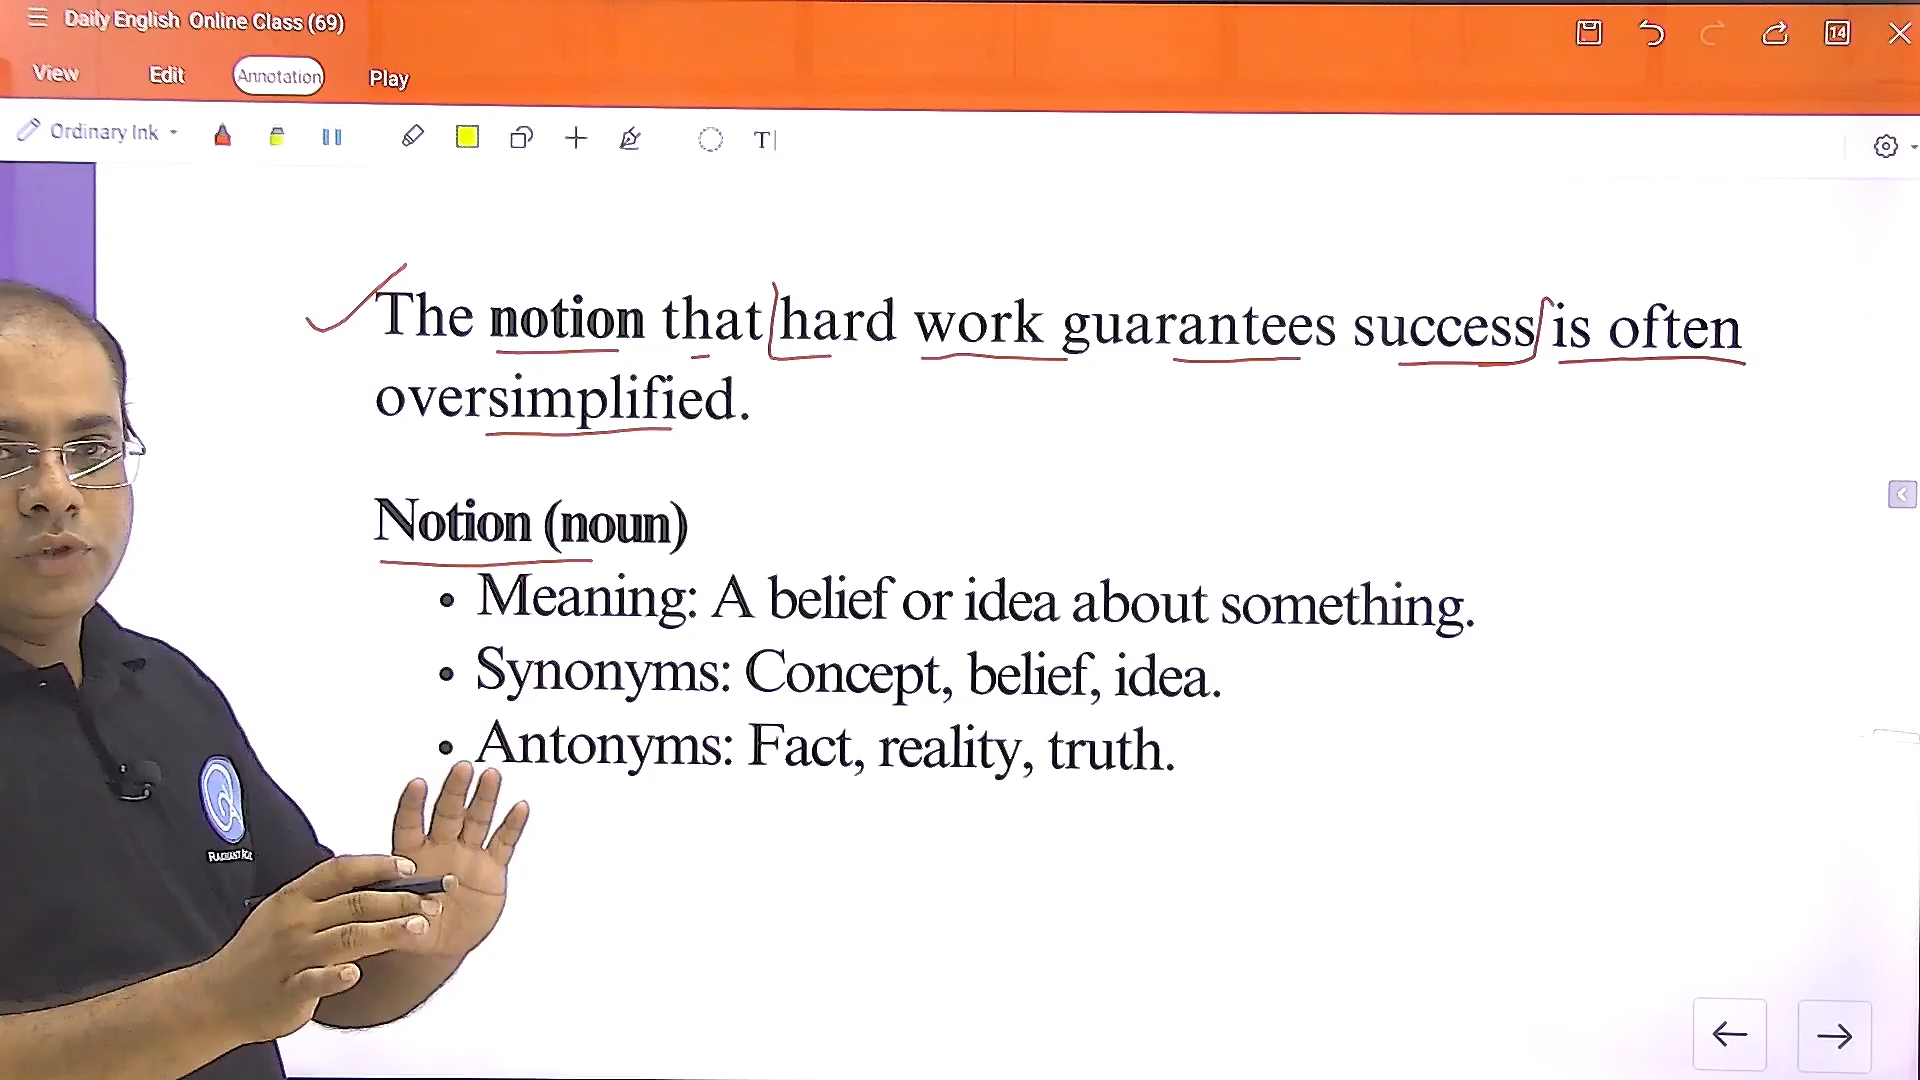 Daily English Online Class (69)
14
View Edit Annotation Play
Ordinary Ink
T|
The notion that hard work guarantees success is often
oversimplified.
Notion (noun)
• Meaning: A belief or idea about something.
• Synonyms: Concept, belief, idea.
• Antonyms: Fact, reality, truth.